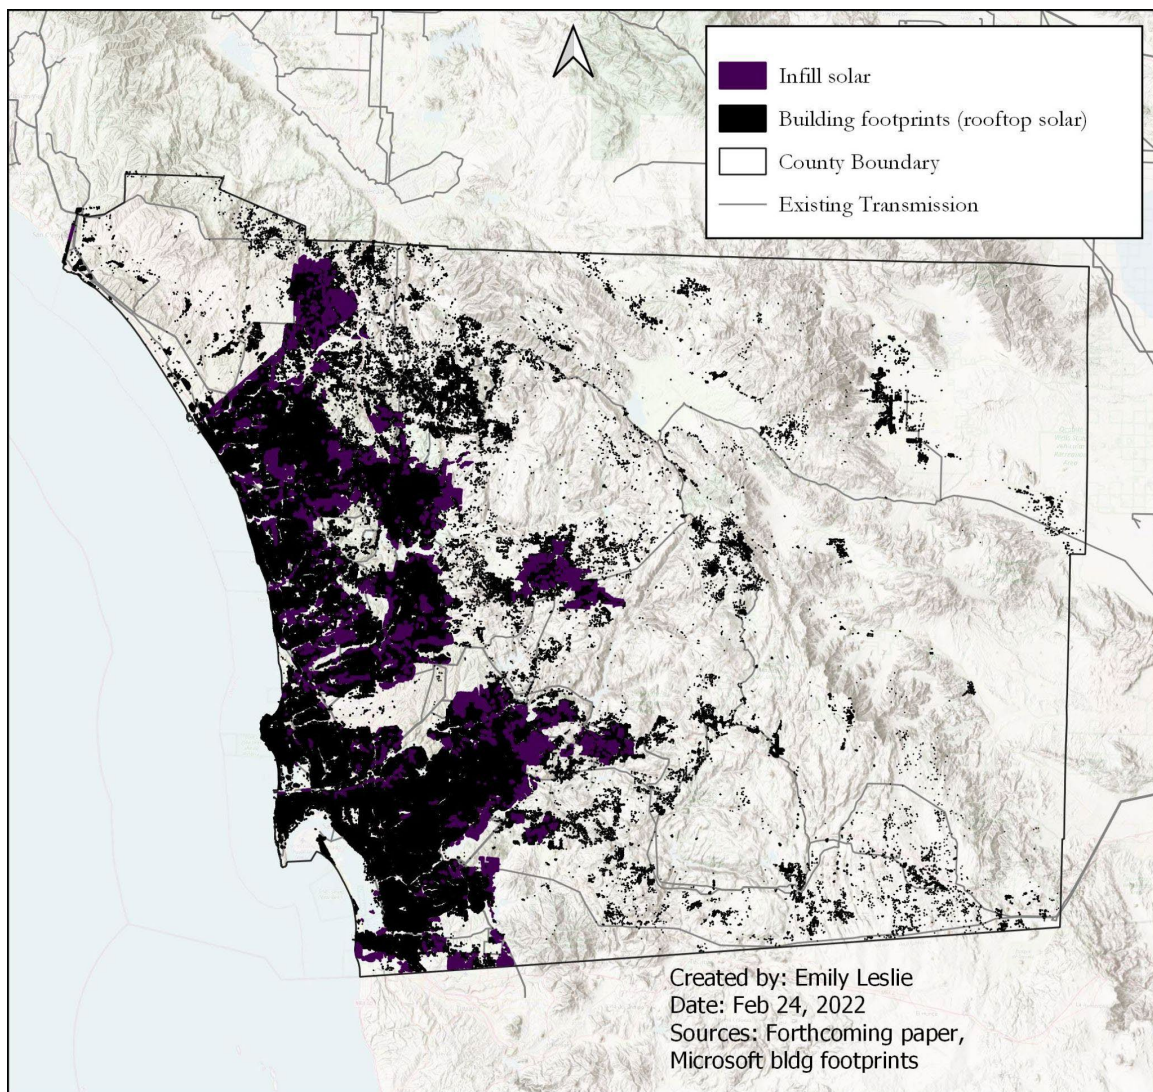 Infill solar
Building footprints (rooftop solar)
County Boundary
Existing Transmission
Created by: Emily Leslie
Date: Feb 24, 2022
Sources: Forthcoming paper,
Microsoft bldg footprints